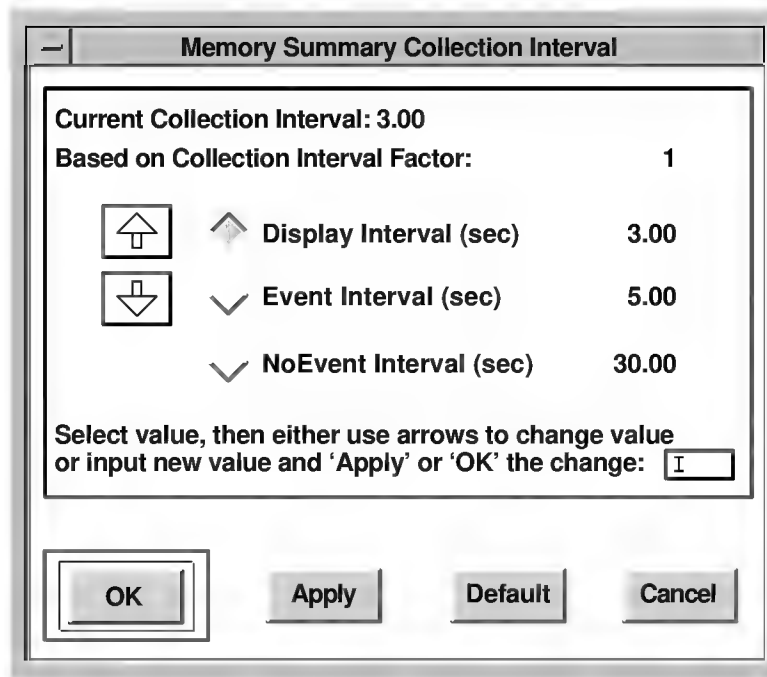 Memory Summary Collection Interval
Current Collection Interval: 3.00
Based on Collection Interval Factor: 1
Display Interval (sec) 3.00
Event Interval (sec) 5.00
NoEvent Interval (sec) 30.00
Select value, then either use arrows to change value
or input new value and ‘Apply’ or ‘OK’ the change:
OK Apply Default Cancel